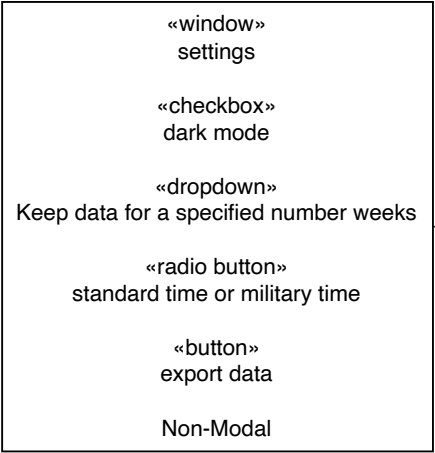 «window»
settings
«checkbox»
dark mode
«dropdown»
Keep data for a specified number weeks
«radio button»
standard time or military time
«button»
export data
Non-Modal